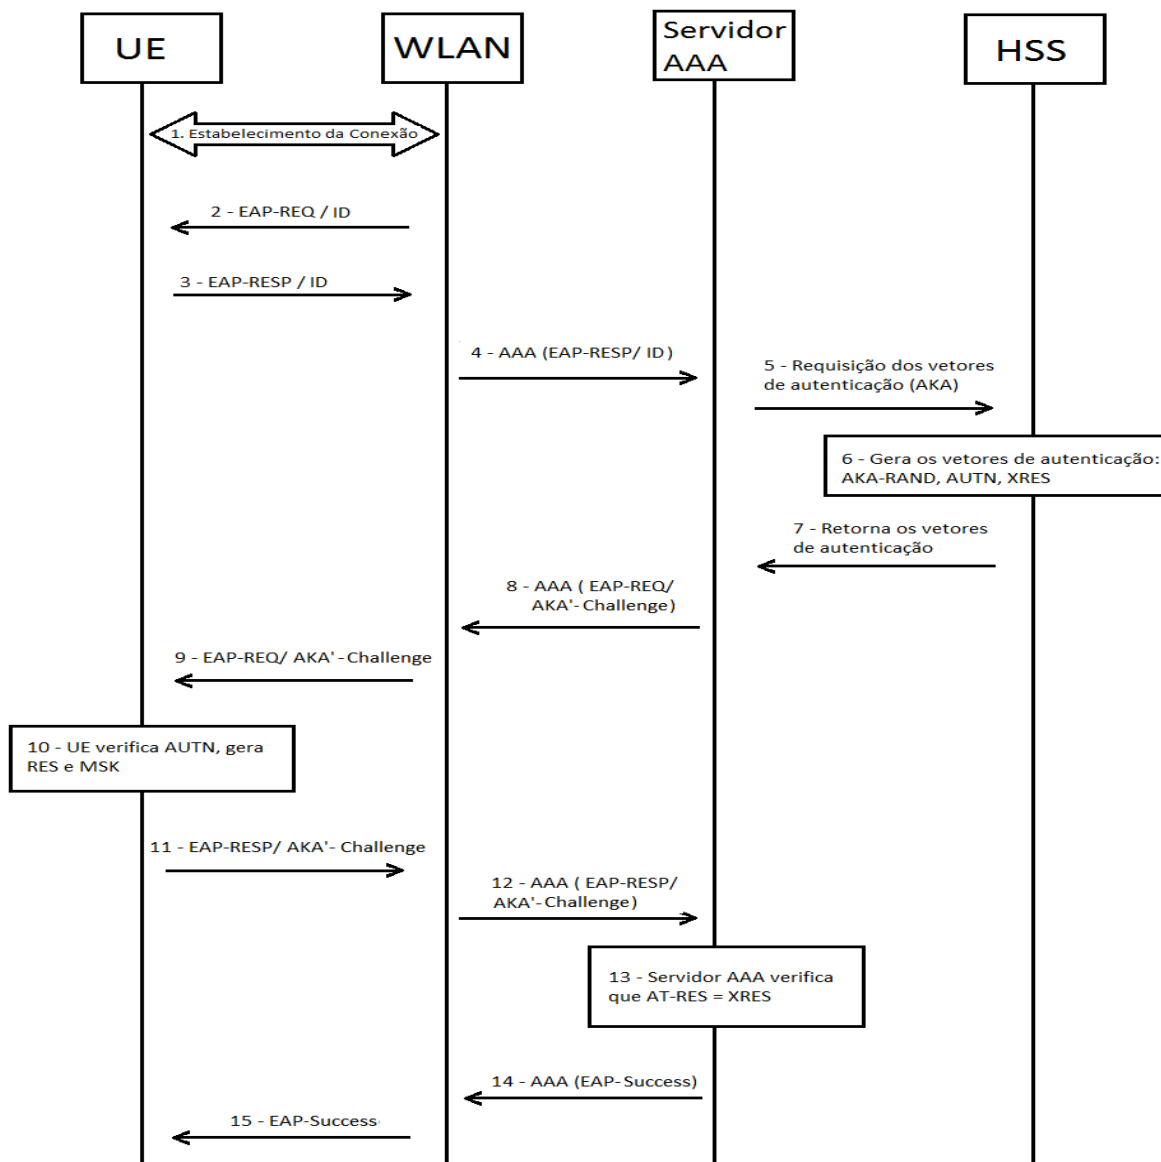 UE
WLAN
Servidor
AAA
HSS
1. Estabelecimento da Conexão
2 - EAP-REQ / ID
3 - EAP-RESP / ID
4 - AAA (EAP-RESP/ ID )
5 - Requisição dos vetores
de autenticação (AKA)
6 - Gera os vetores de autenticação:
AKA-RAND, AUTN, XRES
7 - Retorna os vetores
de autenticação
8 - AAA ( EAP-REQ/
AKA'- Challenge)
9 - EAP-REQ/ AKA' - Challenge
10 - UE verifica AUTN, gera
RES e MSK
11 - EAP-RESP/ AKA'- Challenge
12 - AAA ( EAP-RESP/
AKA'-Challenge)
13 - Servidor AAA verifica
que AT-RES = XRES
14 - AAA (EAP- Success)
15 - EAP-Success